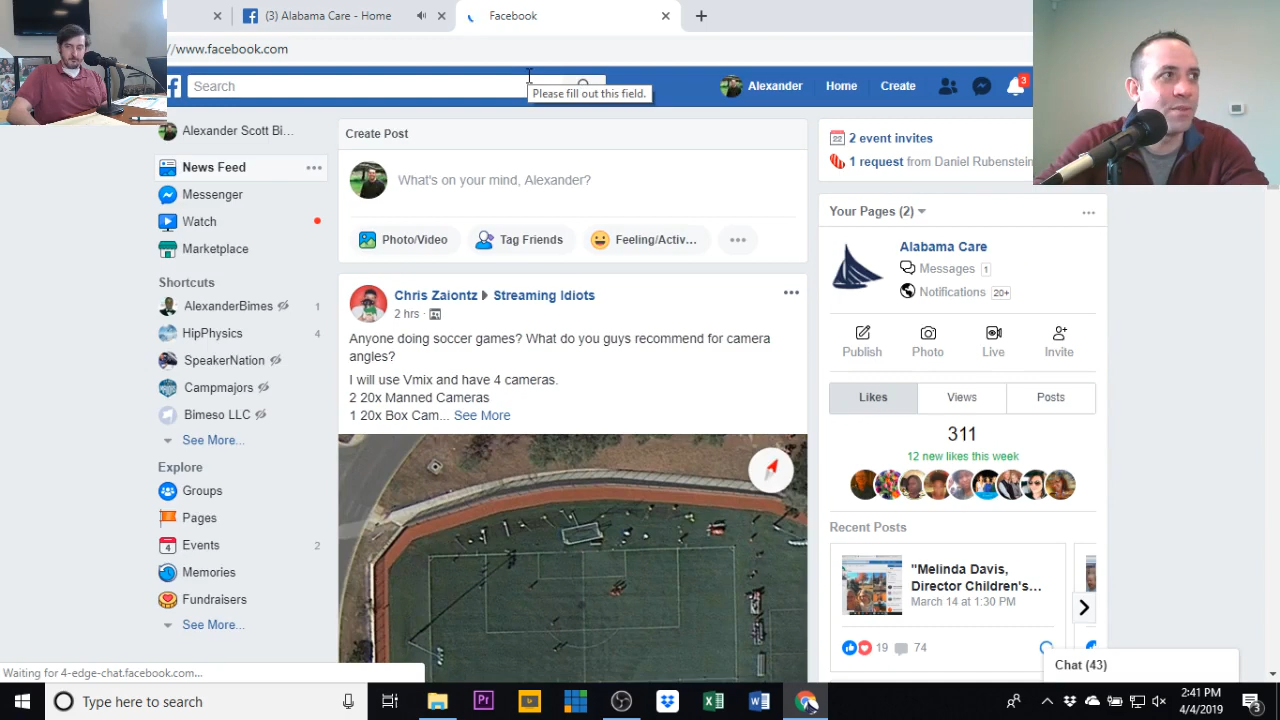 (3) Alabama Care - Home
Facebook
//www.facebook.com
Search
Please fill out this field.
Alexander
Home
Create
3
Alexander Scott Bi...
News Feed
Messenger
Watch
Marketplace
Shortcuts
AlexanderBimes 1
HipPhysics 4
SpeakerNation
Campmajors
Bimeso LLC
See More...
Explore
Groups
Pages
4 Events 2
Memories
Fundraisers
See More...
Create Post
What's on your mind, Alexander?
Photo/Video
Tag Friends
Feeling/Activ...
Chris Zaiontz Streaming Idiots
2 hrs ·
Anyone doing soccer games? What do you guys recommend for camera
angles?
I will use Vmix and have 4 cameras.
2 20x Manned Cameras
1 20x Box Cam... See More
2 event invites
1 request from Daniel Rubenstein
Your Pages (2)
Alabama Care
Messages 1
Notifications 20+
Publish
Photo
Live
Invite
Likes
Views
Posts
311
12 new likes this week
Recent Posts
"Melinda Davis,
Director Children's...
March 14 at 1:30 PM
19 74
Chat (43)
Waiting for 4-edge-chat.facebook.com...
Type here to search
Pr
2:41 PM
4/4/2019
3